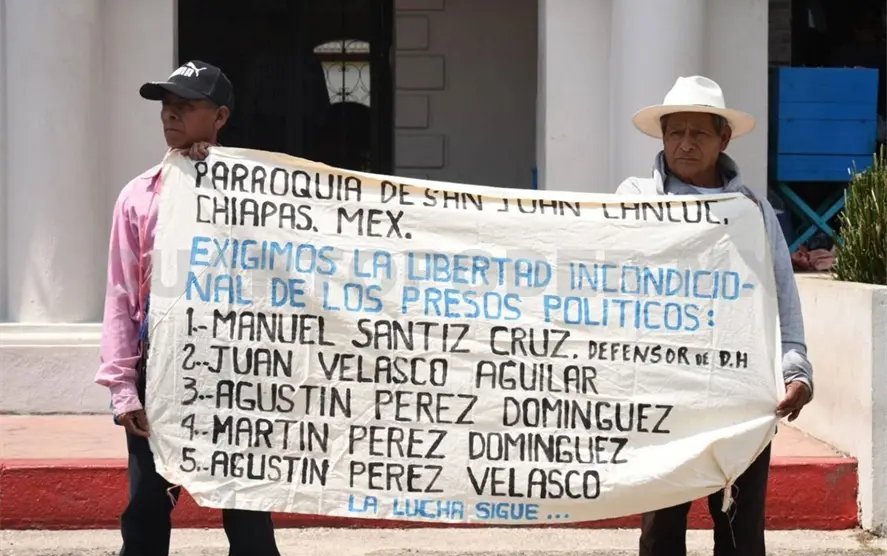 PUMA
PARROQUIA DE SAN JUAN CANCUC,
CHIAPAS. MEX.
EXIGIMOS LA LIBERTAD INCONDICIO-
NAL DE LOS PRESOS POLITICOS:
1.-MANUEL SANTIZ CRUZ. DEFENSOR DE D.H
2.-JUAN VELASCO AGUILAR
3.-AGUSTIN PEREZ DOMINGUEZ
4.-MARTIN PEREZ DOMINGUEZ
5.-AGUSTIN PEREZ VELASCO
LA LUCHA SIGUE...